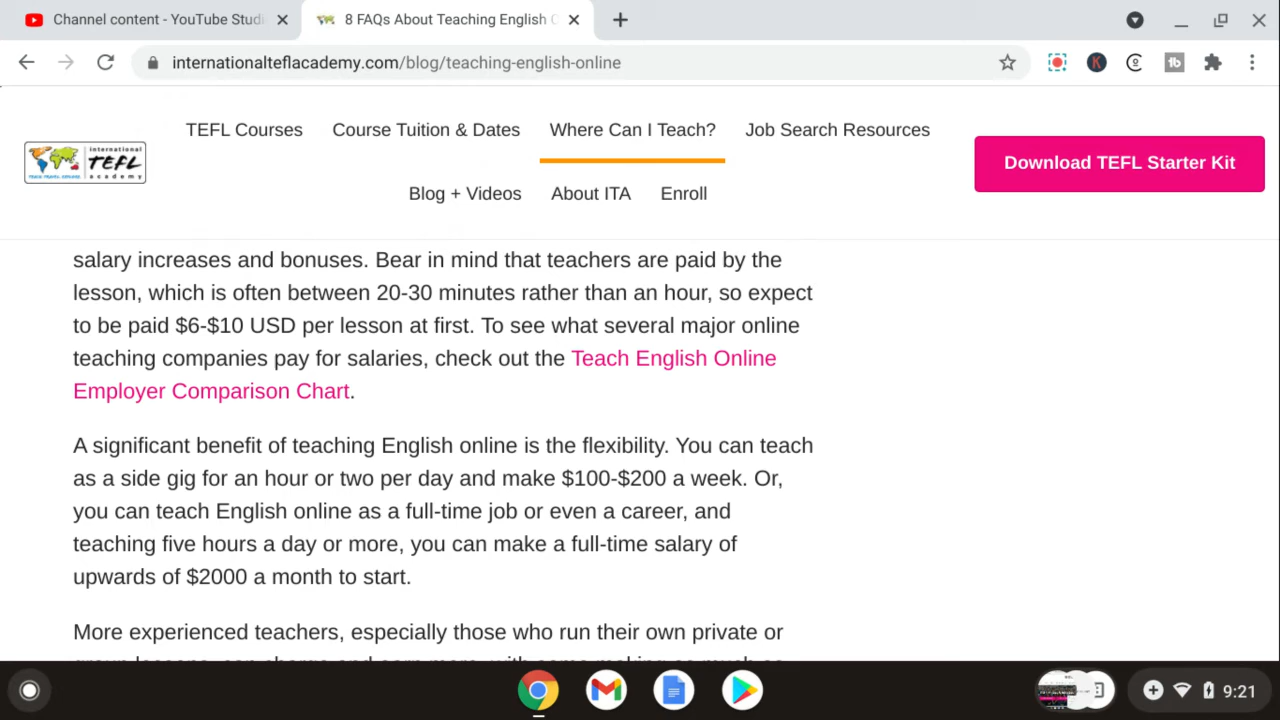 Channel content - YouTube Studi
8 FAQs About Teaching English O
internationalteflacademy.com/blog/teaching-english-online
TEFL Courses
Course Tuition & Dates
Where Can I Teach?
Job Search Resources
Blog + Videos
About ITA
Enroll
international
TEFL
academy
Download TEFL Starter Kit
salary increases and bonuses. Bear in mind that teachers are paid by the
lesson, which is often between 20-30 minutes rather than an hour, so expect
to be paid $6-$10 USD per lesson at first. To see what several major online
teaching companies pay for salaries, check out the Teach English Online
Employer Comparison Chart.
A significant benefit of teaching English online is the flexibility. You can teach
as a side gig for an hour or two per day and make $100-$200 a week. Or,
you can teach English online as a full-time job or even a career, and
teaching five hours a day or more, you can make a full-time salary of
upwards of $2000 a month to start.
More experienced teachers, especially those who run their own private or
9:21